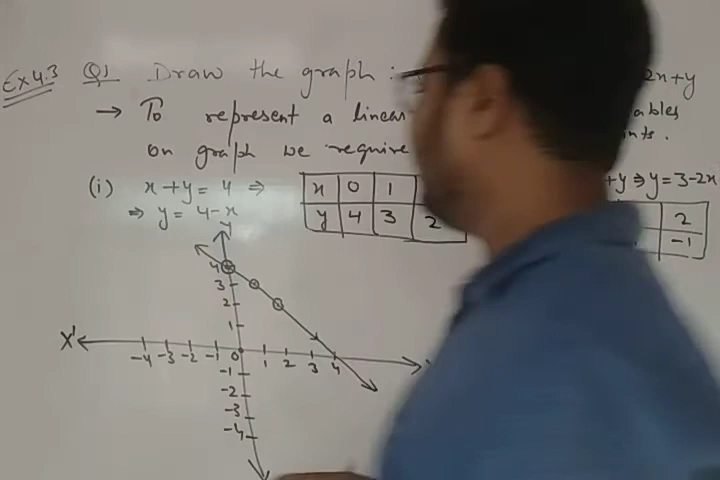 Ex 4.3 Q1 Draw the graph : 2x+y
→ To represent a linear ables
on graph we require nts.
(i) x+y= 4 ⇒ x 0 1
⇒ y= 4-x y 4 3 2
+y ⇒ y=3-2x
2
-1
Y
4
3
2
1
X' -4 -3 -2 -1 0 1 2 3 4
-1
-2
-3
-4